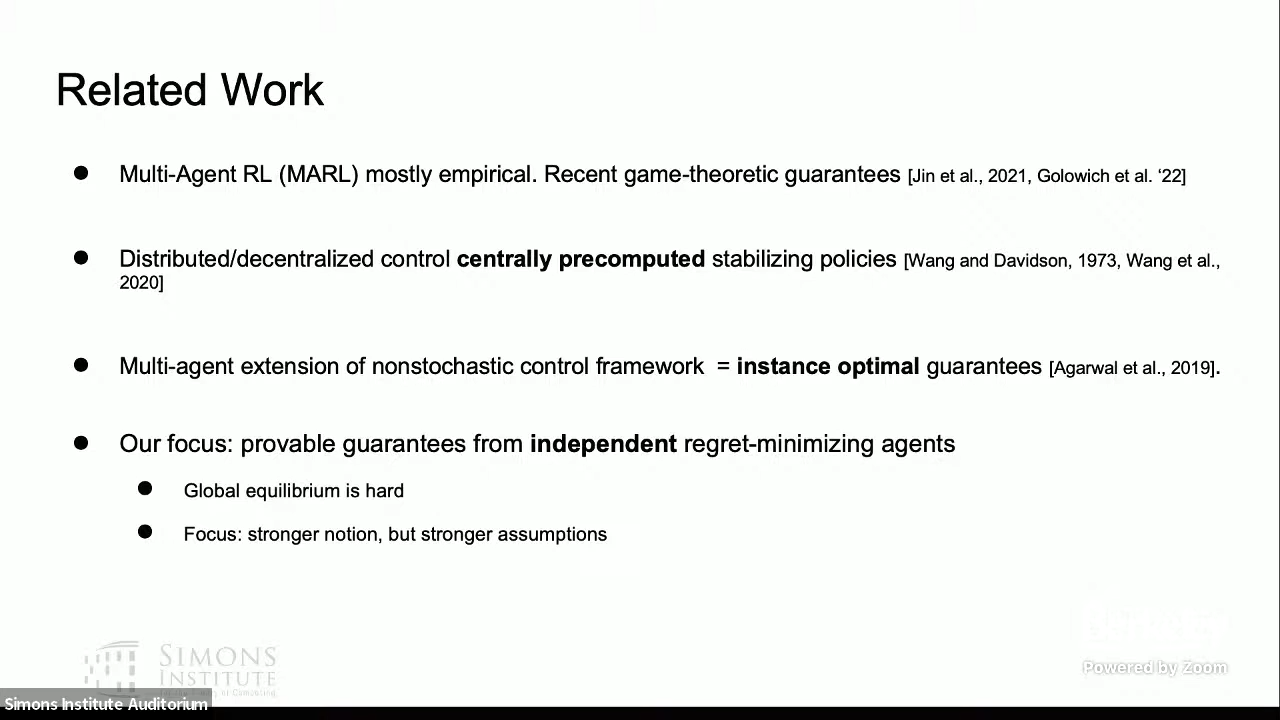 Related Work
● Multi-Agent RL (MARL) mostly empirical. Recent game-theoretic guarantees [Jin et al., 2021, Golowich et al. ‘22]
● Distributed/decentralized control centrally precomputed stabilizing policies [Wang and Davidson, 1973, Wang et al.,
2020]
● Multi-agent extension of nonstochastic control framework = instance optimal guarantees [Agarwal et al., 2019].
● Our focus: provable guarantees from independent regret-minimizing agents
● Global equilibrium is hard
● Focus: stronger notion, but stronger assumptions
SIMONS
INSTITUTE
Powered by Zoom
Simons Institute Auditorium